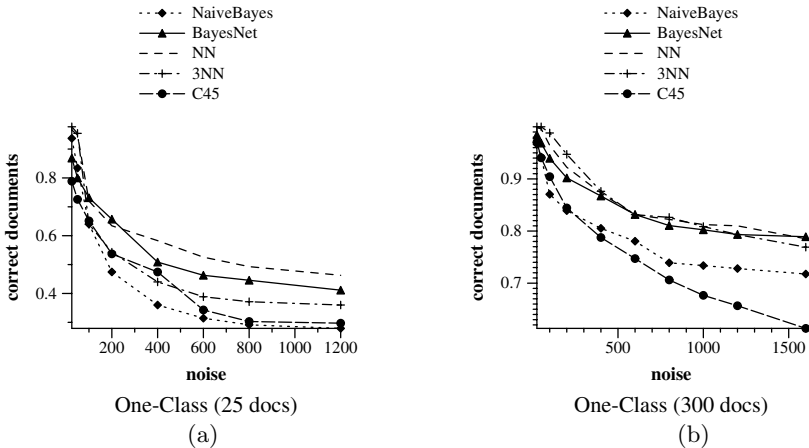 NaiveBayes
BayesNet
NN
3NN
C45
correct documents
0.8
0.6
0.4
200 400 600 800 1000 1200
noise
One-Class (25 docs)
(a)
NaiveBayes
BayesNet
NN
3NN
C45
correct documents
0.9
0.8
0.7
500 1000 1500
noise
One-Class (300 docs)
(b)